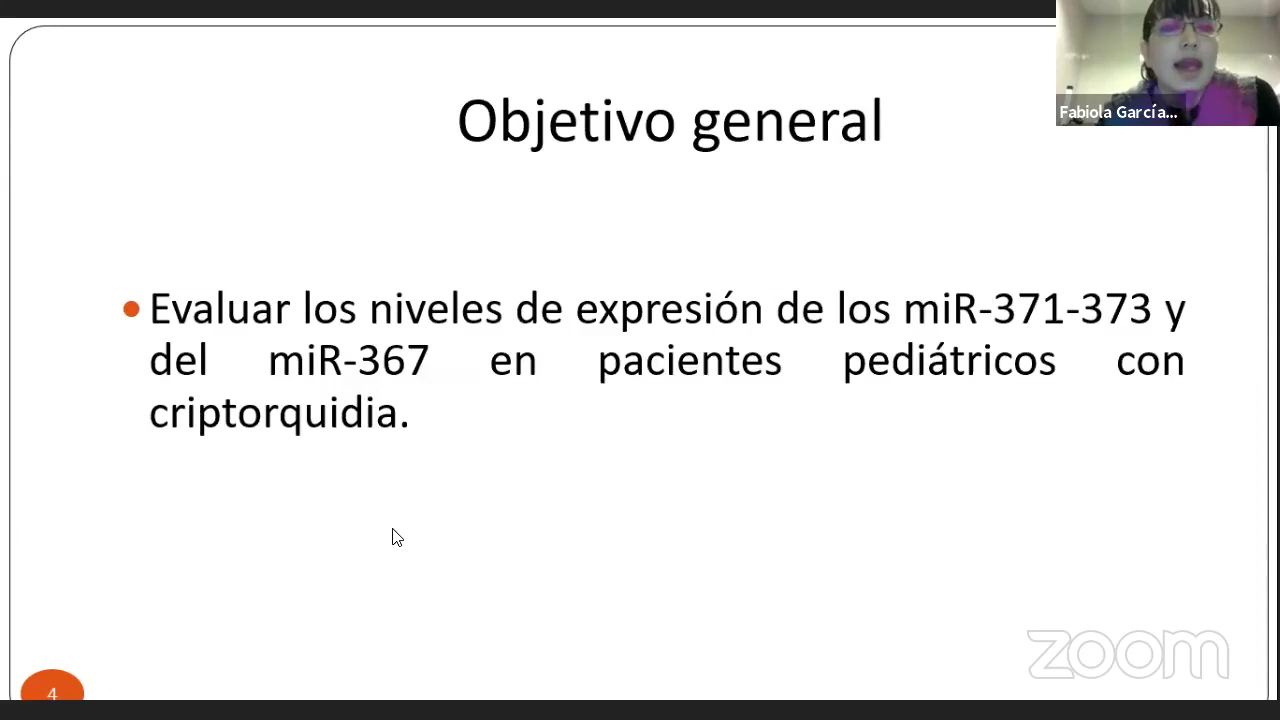 Objetivo general
Fabiola García...
• Evaluar los niveles de expresión de los miR-371-373 y
del miR-367 en pacientes pediátricos con
criptorquidia.
zoom
4